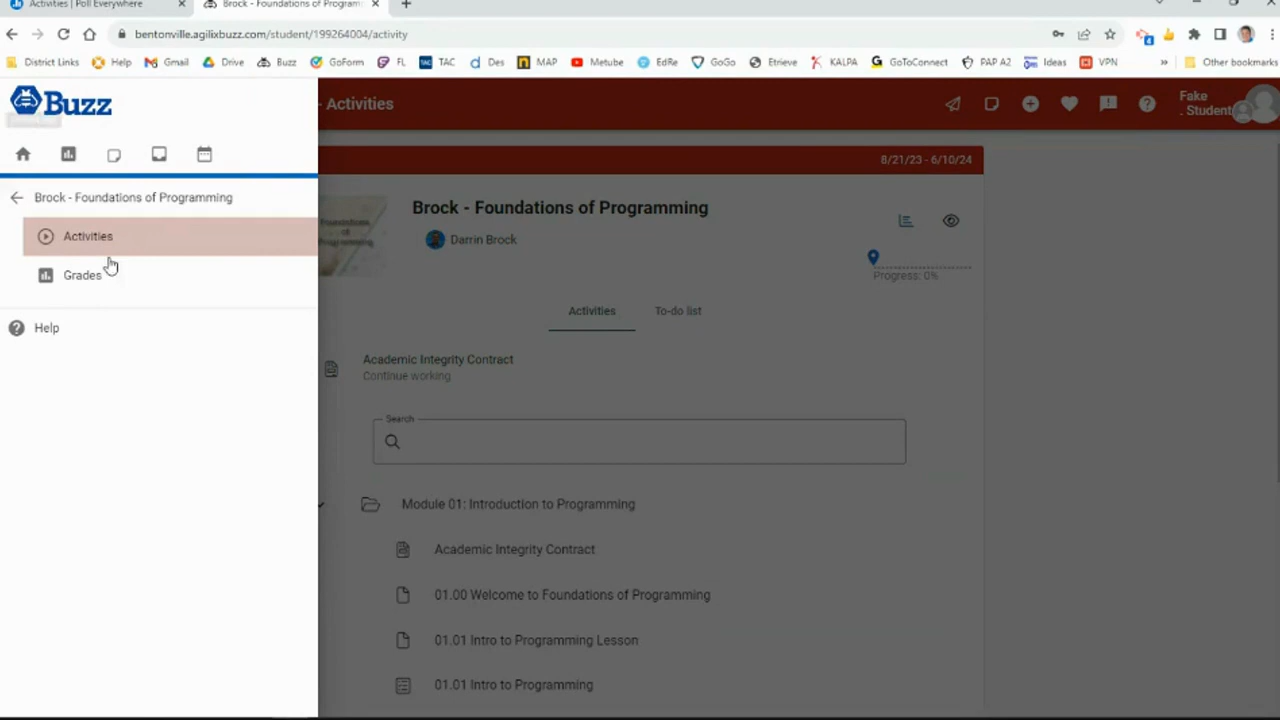 Activities | Poll Everywhere
Brock - Foundations of Program
bentonville.agilixbuzz.com/student/199264004/activity
District Links Help Gmail Drive Buzz GoForm FL TAC Des MAP Metube EdRe GoGo Etrieve KALPA GoToConnect PAP A2 Ideas VPN » Other bookmarks
Buzz
- Activities
Fake
. Student
8/21/23 - 6/10/24
Brock - Foundations of Programming
Activities
Grades
Help
Brock - Foundations of Programming
Darrin Brock
Progress: 0%
Activities To-do list
Academic Integrity Contract
Continue working
Search
Module 01: Introduction to Programming
Academic Integrity Contract
01.00 Welcome to Foundations of Programming
01.01 Intro to Programming Lesson
01.01 Intro to Programming